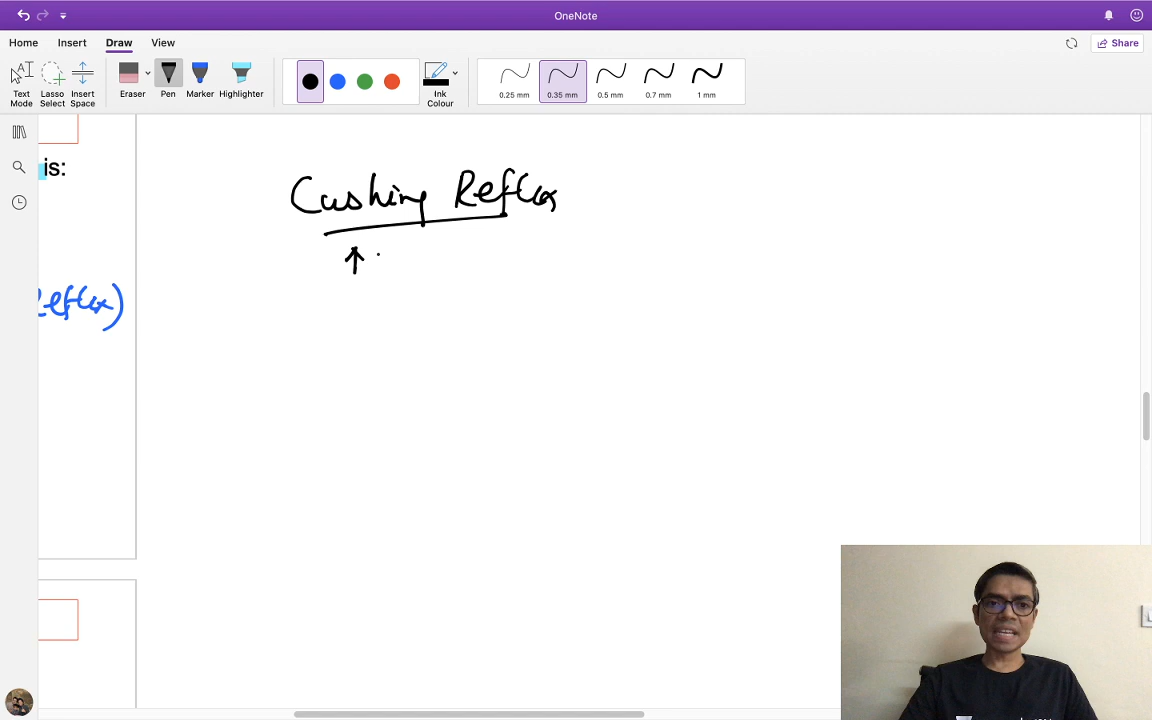 OneNote
Home Insert Draw View Share
Text Mode Lasso Select Insert Space Eraser Pen Marker Highlighter Ink Colour 0.25 mm 0.35 mm 0.5 mm 0.7 mm 1 mm
is:
Cushing Reflex
↑
Reflex)